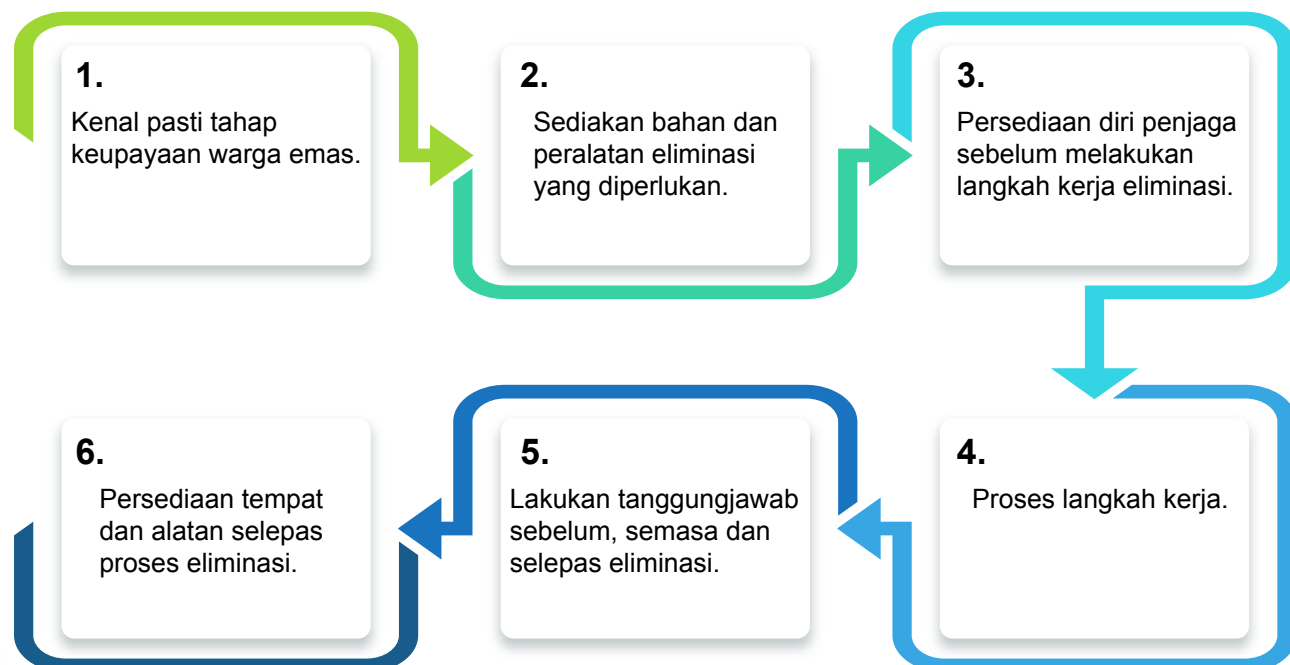 1.
Kenal pasti tahap
keupayaan warga emas.
2.
Sediakan bahan dan
peralatan eliminasi
yang diperlukan.
3.
Persediaan diri penjaga
sebelum melakukan
langkah kerja eliminasi.
4.
Proses langkah kerja.
5.
Lakukan tanggungjawab
sebelum, semasa dan
selepas eliminasi.
6.
Persediaan tempat
dan alatan selepas
proses eliminasi.